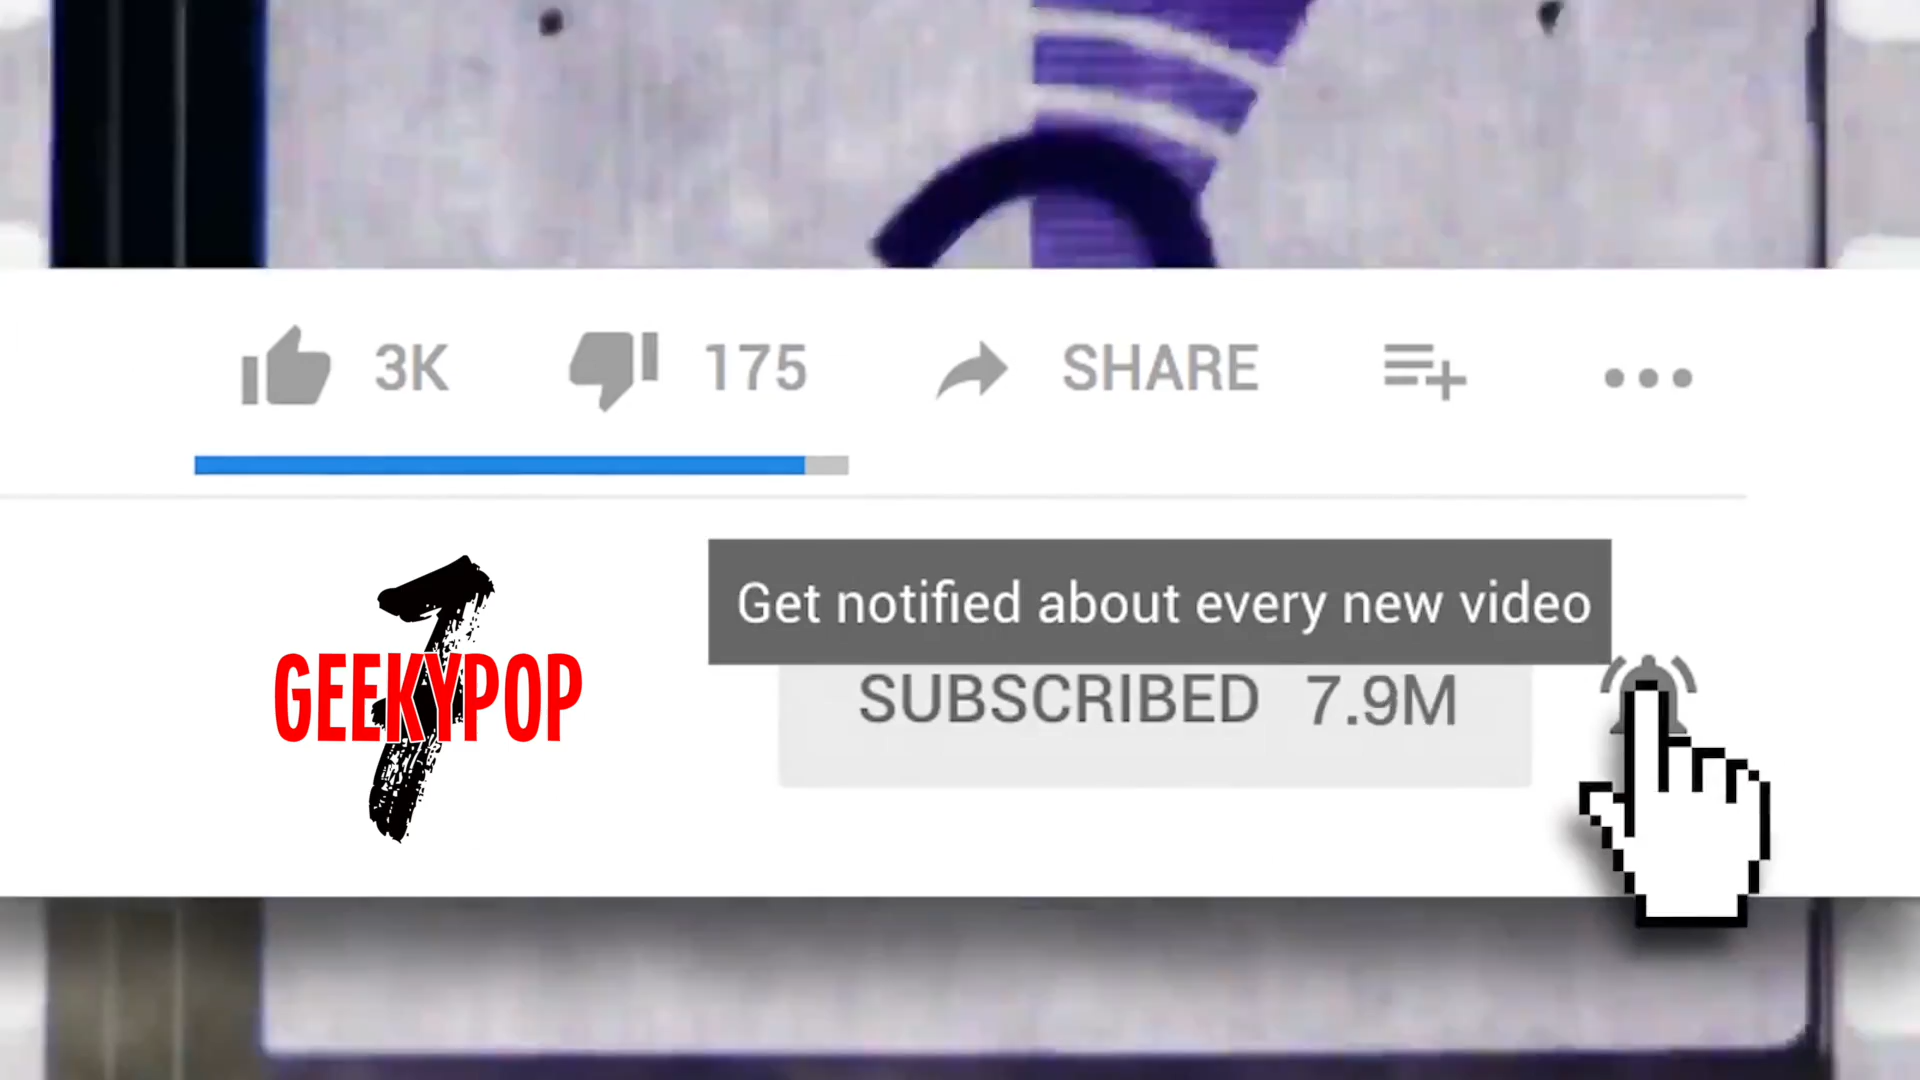 3K 175 SHARE
Get notified about every new video
GEEKYPOP
SUBSCRIBED 7.9M